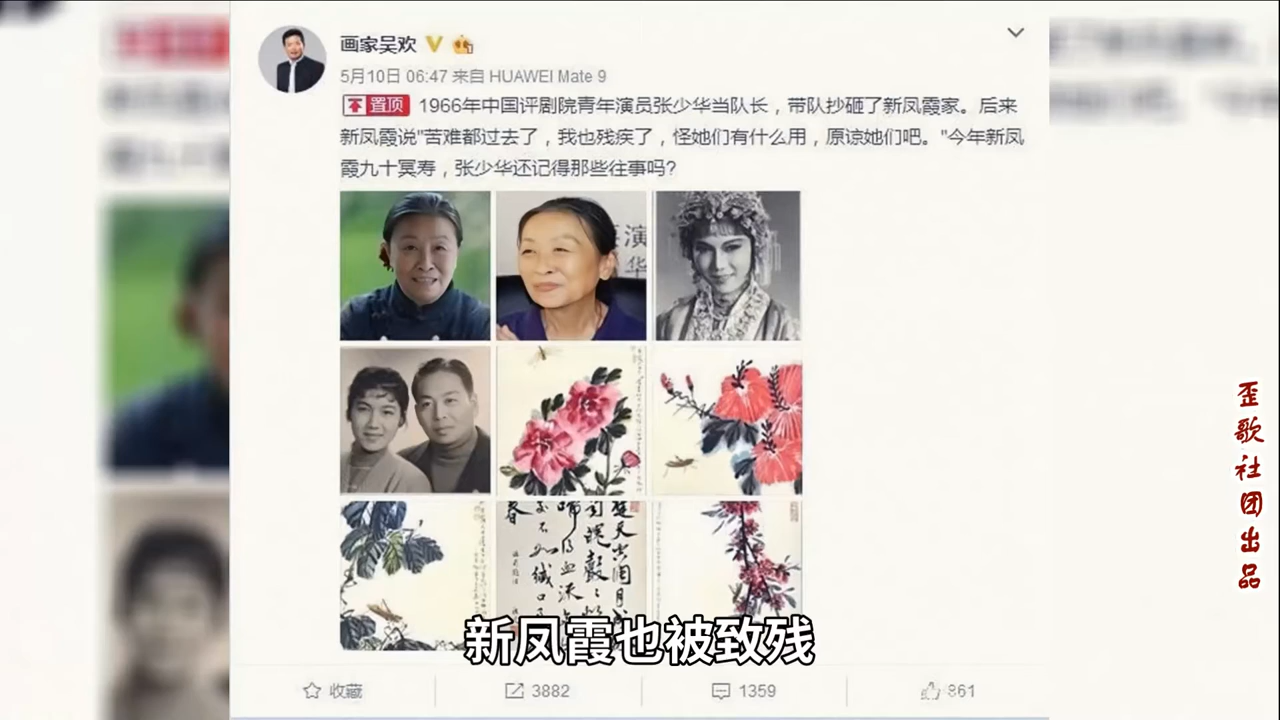 画家吴欢
5月10日 06:47 来自 HUAWEI Mate 9
置顶 1966年中国评剧院青年演员张少华当队长，带队抄砸了新凤霞家。后来
新凤霞说"苦难都过去了，我也残疾了，怪她们有什么用，原谅她们吧。"今年新凤
霞九十冥寿，张少华还记得那些往事吗?
演
华
新凤霞也被致残
收藏
3882
1359
861
歪歌社团出品